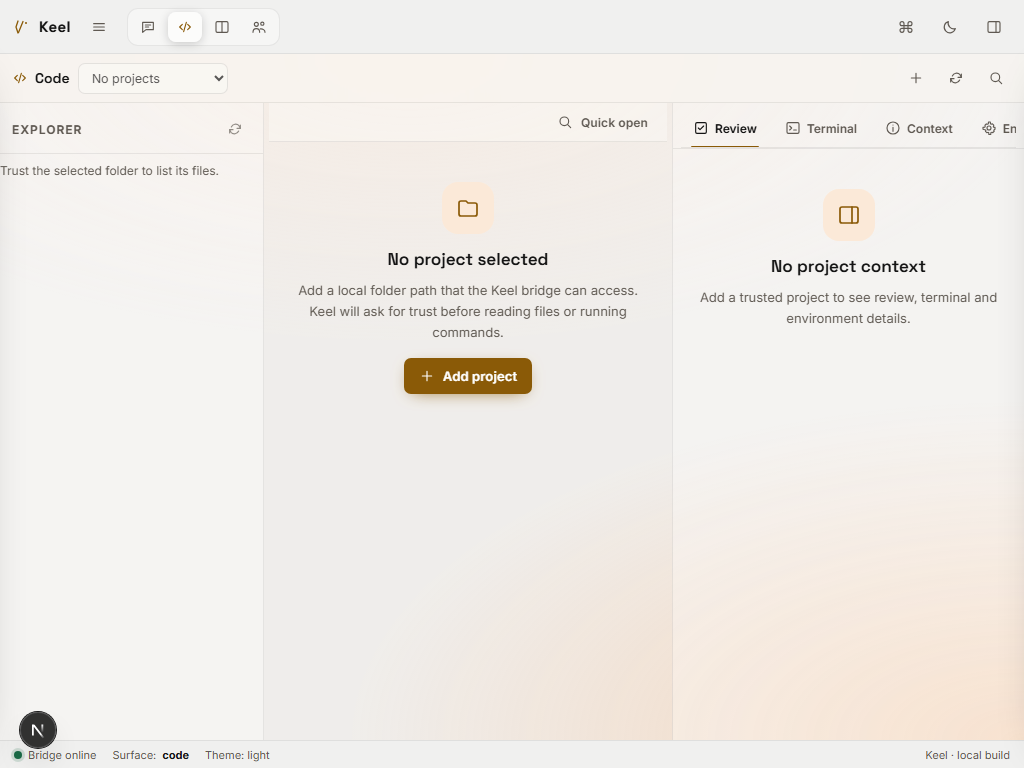 Keel
Code
No projects
EXPLORER
Trust the selected folder to list its files.
Quick open
No project selected
Add a local folder path that the Keel bridge can access.
Keel will ask for trust before reading files or running
commands.
Add project
Review
Terminal
Context
En
No project context
Add a trusted project to see review, terminal and
environment details.
N
Bridge online
Surface: code
Theme: light
Keel · local build